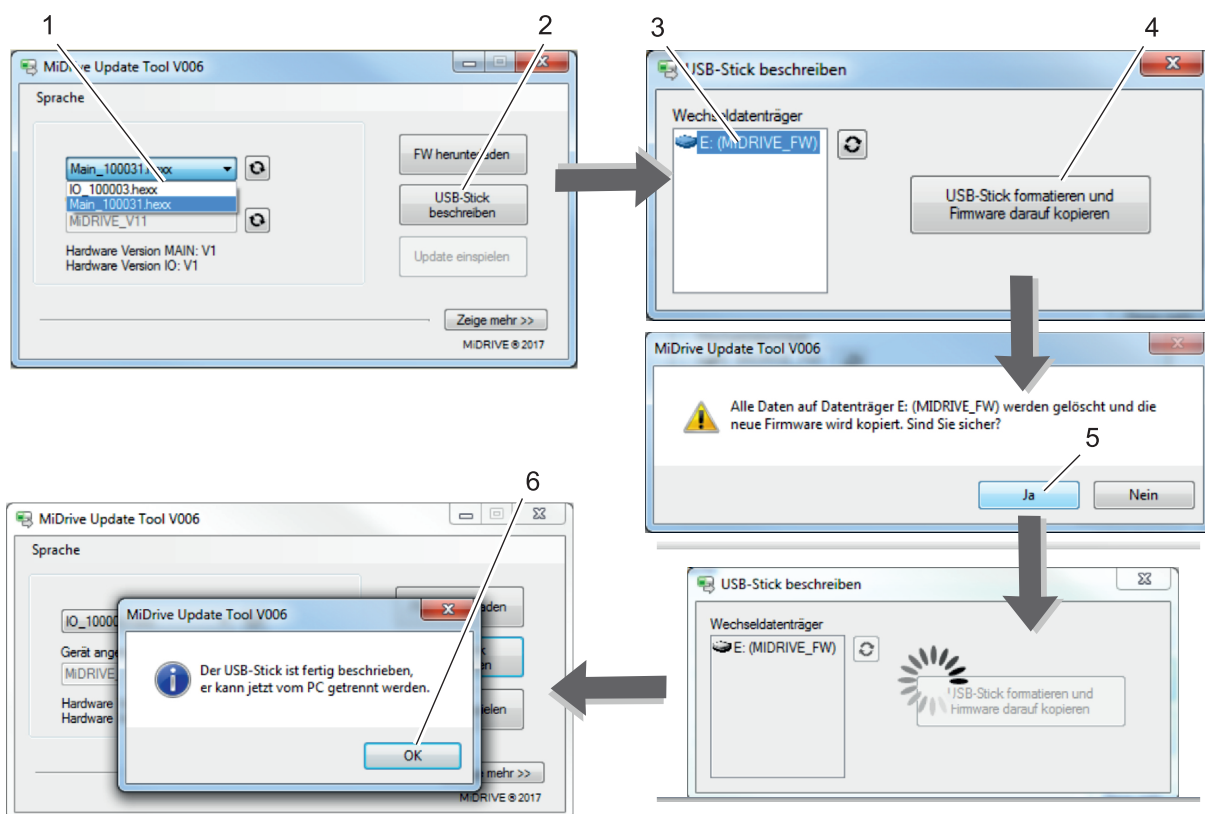 1
2
MiDrive Update Tool V006
Sprache
Main_100031.hexx
IO_100003.hexx
Main_100031.hexx
MiDRIVE_V11
Hardware Version MAIN: V1
Hardware Version IO: V1
FW herunterladen
USB-Stick
beschreiben
Update einspielen
Zeige mehr >>
MiDRIVE ® 2017
3
4
USB-Stick beschreiben
Wechseldatenträger
E: (MIDRIVE_FW)
USB-Stick formatieren und
Firmware darauf kopieren
MiDrive Update Tool V006
Alle Daten auf Datenträger E: (MIDRIVE_FW) werden gelöscht und die
neue Firmware wird kopiert. Sind Sie sicher?
5
Ja
Nein
USB-Stick beschreiben
Wechseldatenträger
E: (MIDRIVE_FW)
USB-Stick formatieren und
Firmware darauf kopieren
6
MiDrive Update Tool V006
Sprache
IO_1000
Gerät ange
MiDRIVE
Hardware
Hardware
aden
k
en
elen
mehr >>
MiDRIVE ® 2017
MiDrive Update Tool V006
Der USB-Stick ist fertig beschrieben,
er kann jetzt vom PC getrennt werden.
OK